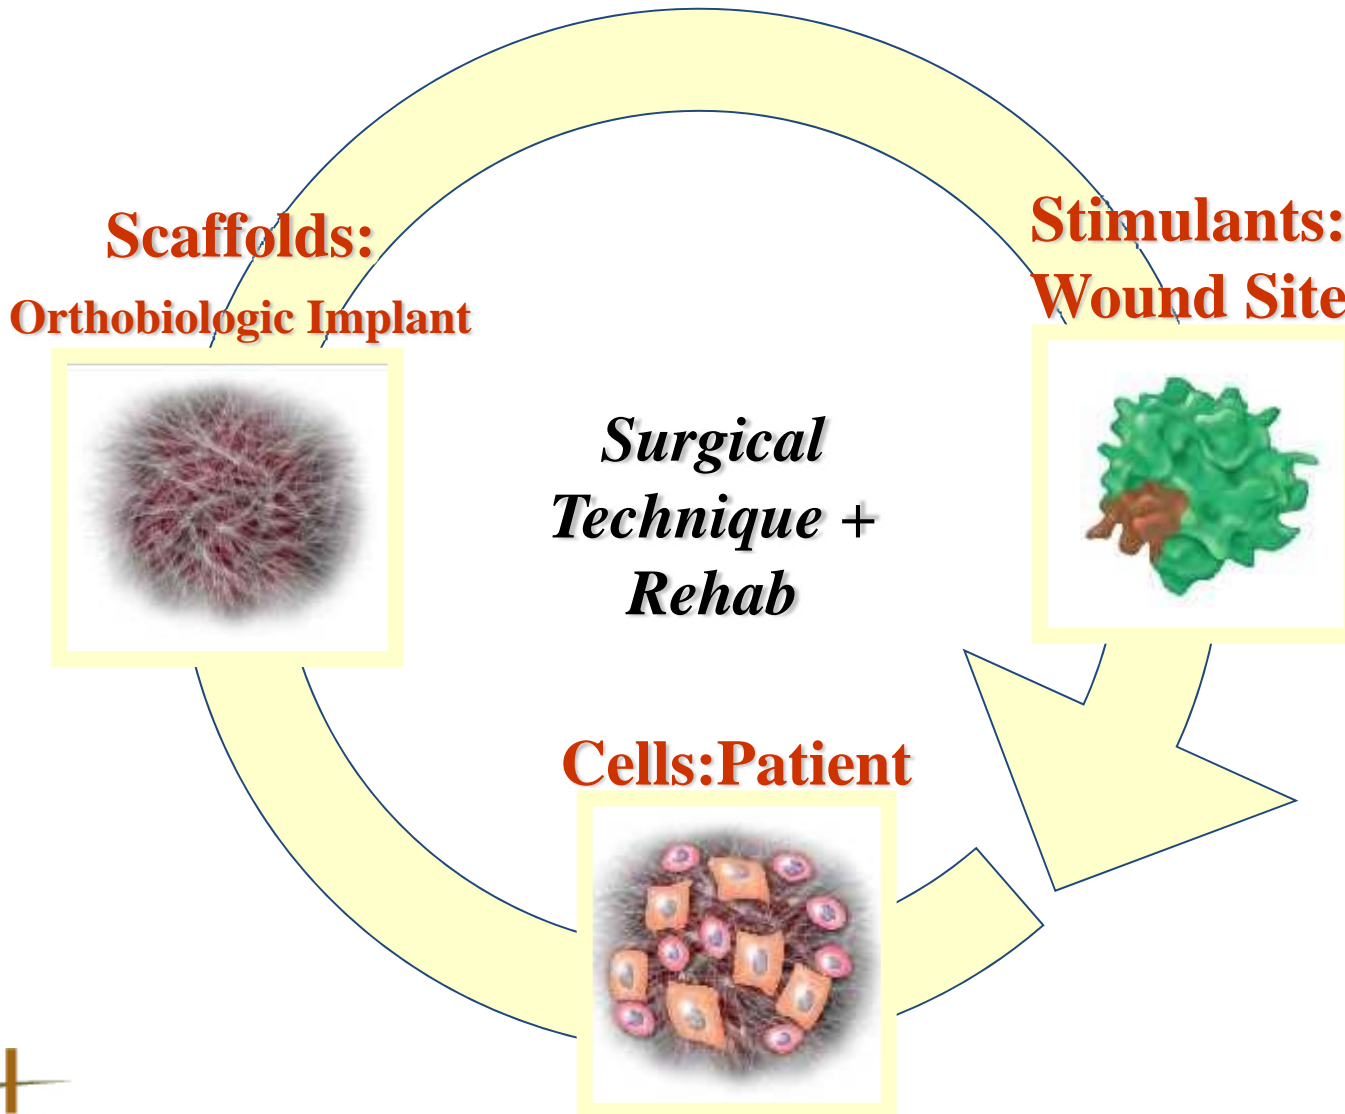 Scaffolds:
Orthobiologic Implant
Stimulants:
Wound Site
Surgical
Technique +
Rehab
Cells:Patient